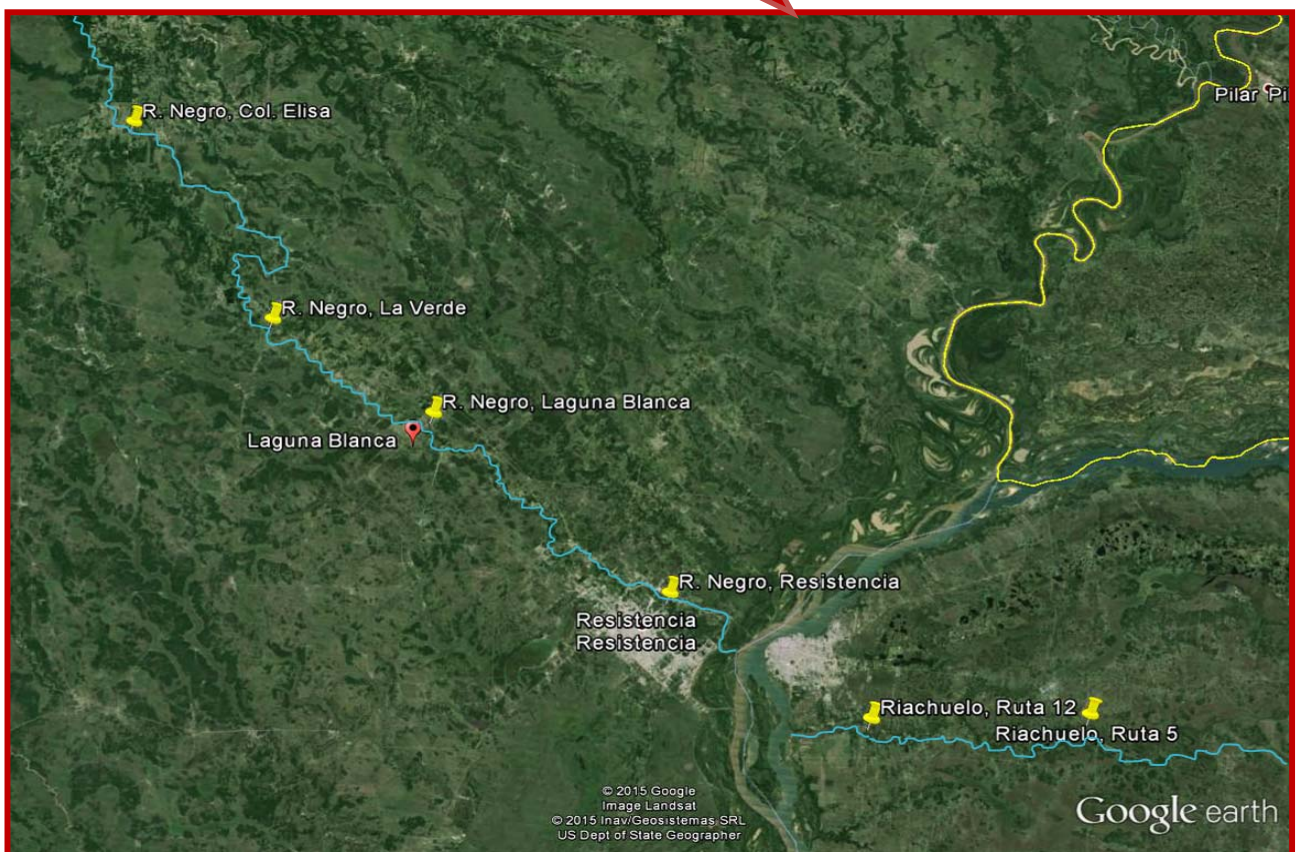 Pilar Pi
R. Negro, Col. Elisa
R. Negro, La Verde
R. Negro, Laguna Blanca
Laguna Blanca
R. Negro, Resistencia
Resistencia
Resistencia
Riachuelo, Ruta 12
Riachuelo, Ruta 5
© 2015 Google
Image Landsat
© 2015 Inav/Geosistemas SRL
US Dept of State Geographer
Google earth